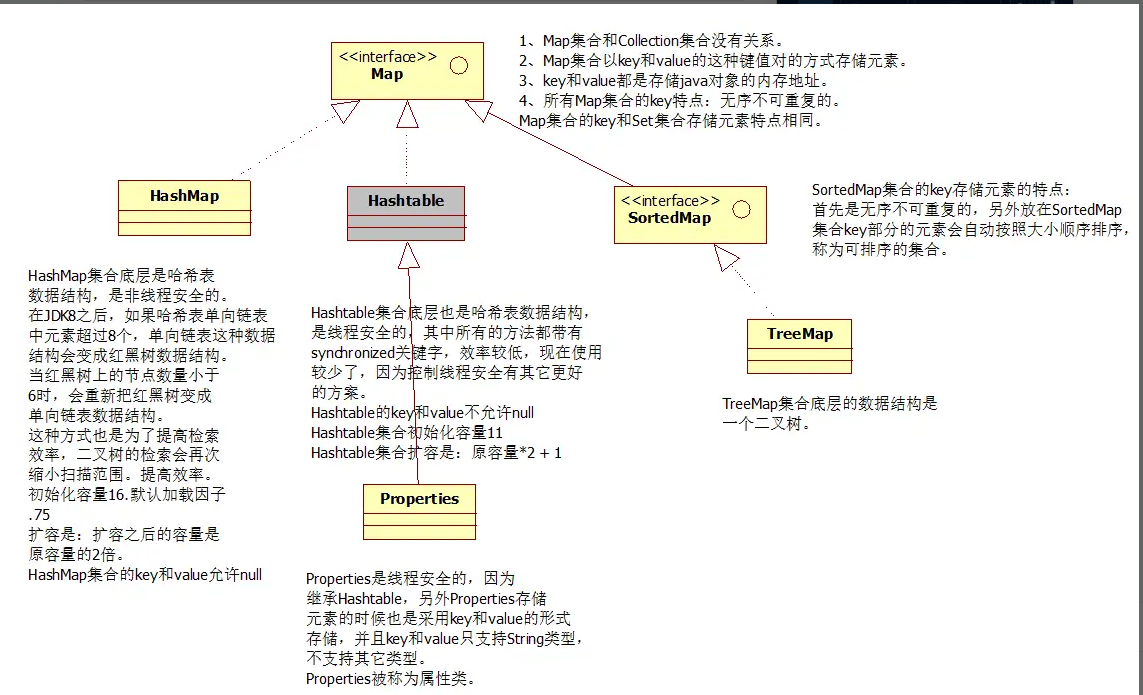 <<interface>>
Map
1、Map集合和Collection集合没有关系。
2、Map集合以key和value的这种键值对的方式存储元素。
3、key和value都是存储java对象的内存地址。
4、所有Map集合的key特点：无序不可重复的。
Map集合的key和Set集合存储元素特点相同。
HashMap
Hashtable
<<interface>>
SortedMap
SortedMap集合的key存储元素的特点：
首先是无序不可重复的，另外放在SortedMap
集合key部分的元素会自动按照大小顺序排序，
称为可排序的集合。
HashMap集合底层是哈希表
数据结构，是非线程安全的。
在JDK8之后，如果哈希表单向链表
中元素超过8个，单向链表这种数据
结构会变成红黑树数据结构。
当红黑树上的节点数量小于
6时，会重新把红黑树变成
单向链表数据结构。
这种方式也是为了提高检索
效率，二叉树的检索会再次
缩小扫描范围。提高效率。
初始化容量16.默认加载因子
.75
扩容是：扩容之后的容量是
原容量的2倍。
HashMap集合的key和value允许null
Hashtable集合底层也是哈希表数据结构，
是线程安全的，其中所有的方法都带有
synchronized关键字，效率较低，现在使用
较少了，因为控制线程安全有其它更好
的方案。
Hashtable的key和value不允许null
Hashtable集合初始化容量11
Hashtable集合扩容是：原容量*2 + 1
TreeMap
TreeMap集合底层的数据结构是
一个二叉树。
Properties
Properties是线程安全的，因为
继承Hashtable，另外Properties存储
元素的时候也是采用key和value的形式
存储，并且key和value只支持String类型，
不支持其它类型。
Properties被称为属性类。